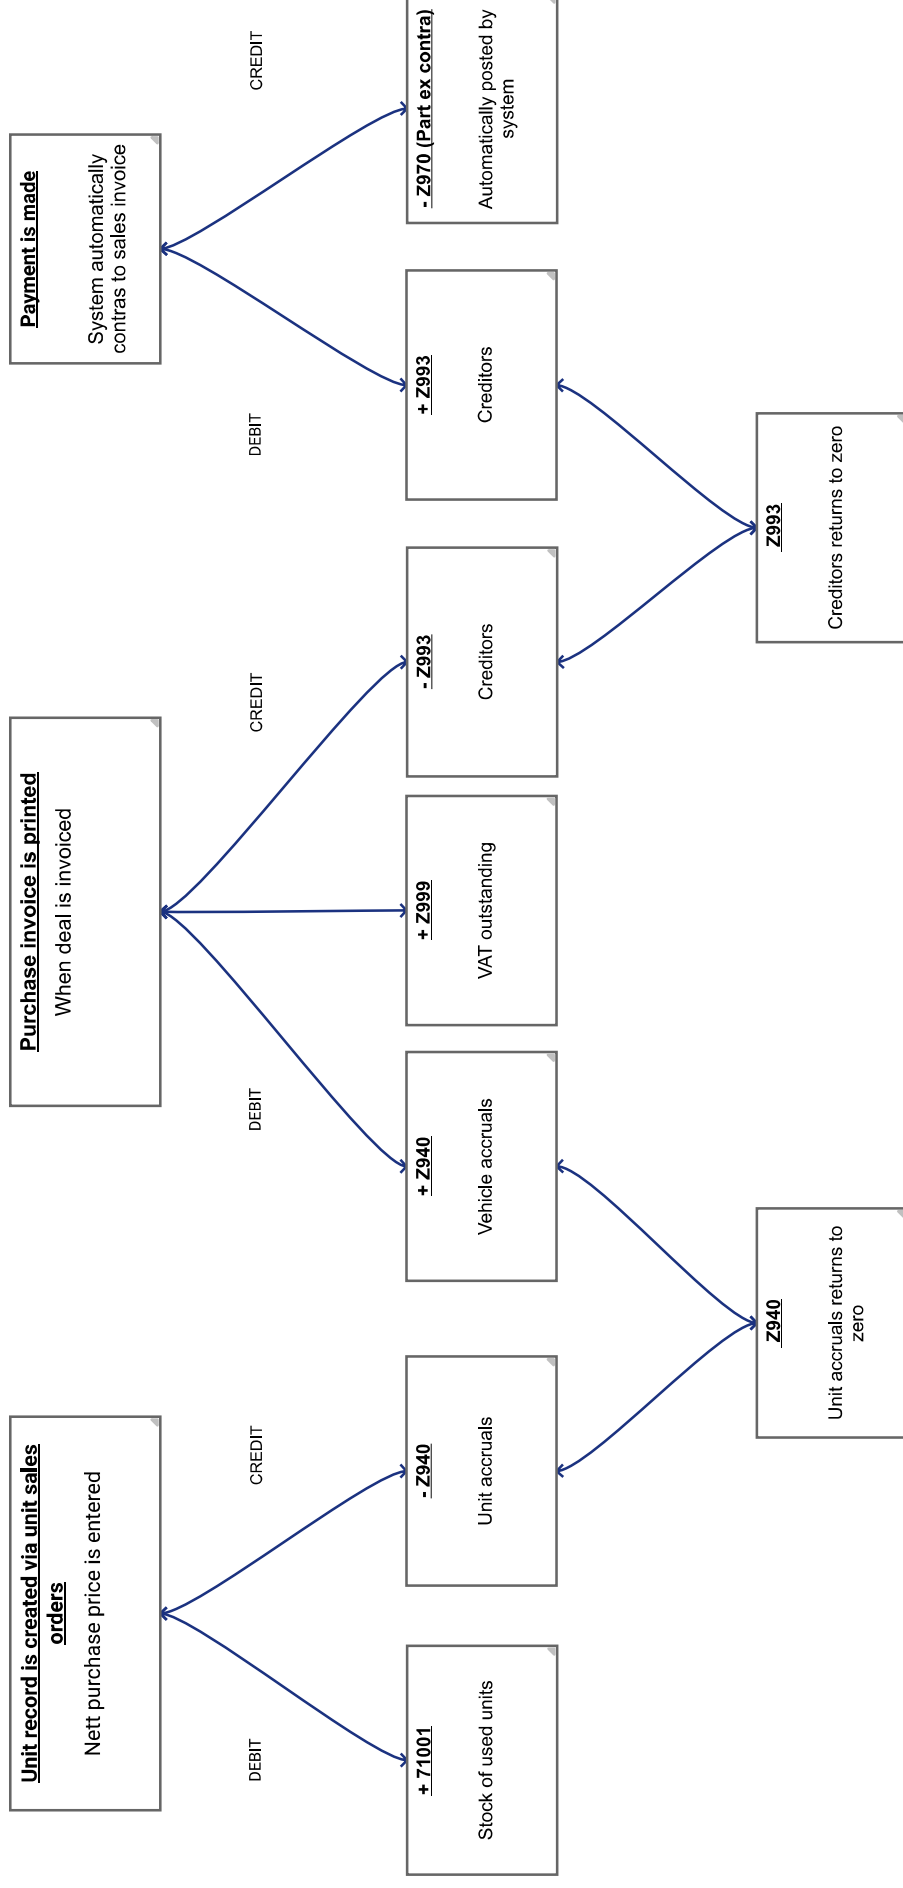 Unit record is created via unit sales
orders
Nett purchase price is entered
Purchase invoice is printed
When deal is invoiced
Payment is made
System automatically
contras to sales invoice
DEBIT
CREDIT
DEBIT
CREDIT
DEBIT
CREDIT
+ 71001
Stock of used units
- Z940
Unit accruals
+ Z940
Vehicle accruals
+ Z999
VAT outstanding
- Z993
Creditors
+ Z993
Creditors
- Z970 (Part ex contra)
Automatically posted by
system
Z940
Unit accruals returns to
zero
Z993
Creditors returns to zero